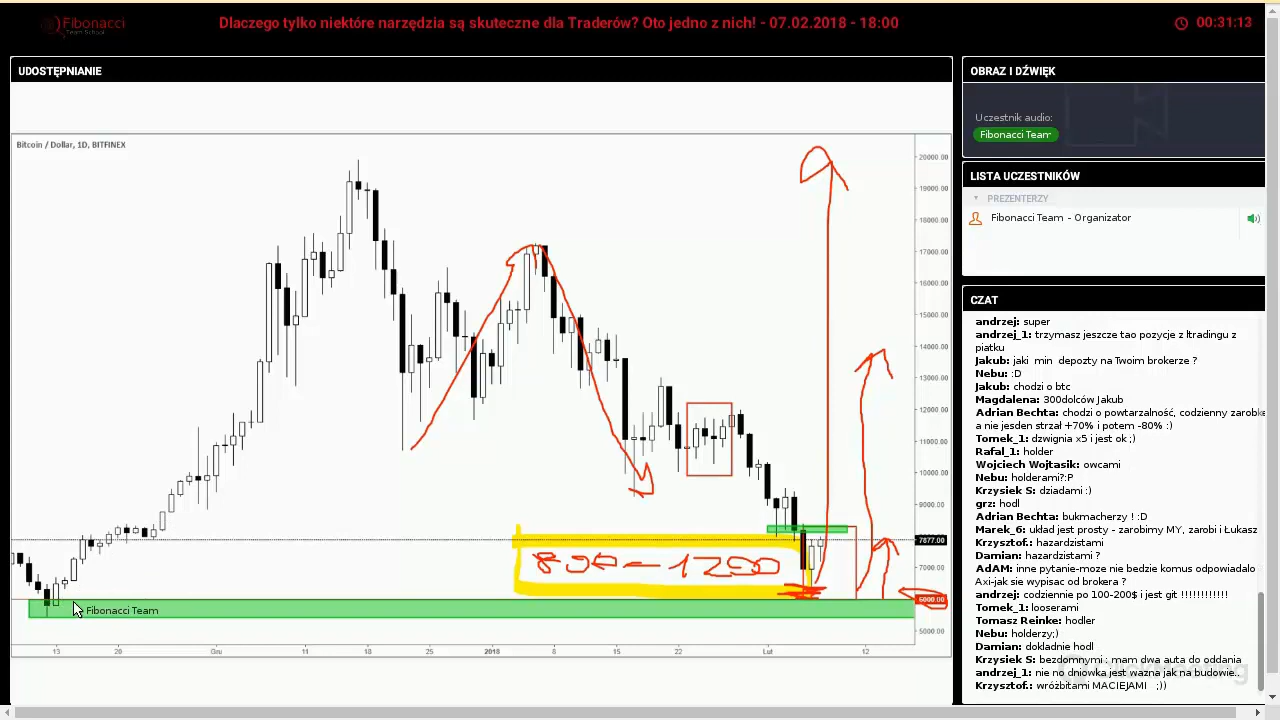 Fibonacci
Team School
Dlaczego tylko niektóre narzędzia są skuteczne dla Traderów? Oto jedno z nich! - 07.02.2018 - 18:00
00:31:13
UDOSTĘPNIANIE
Bitcoin / Dollar, 1D, BITFINEX
20000.00
19000.00
18000.00
17000.00
16000.00
15000.00
14000.00
13000.00
12000.00
11000.00
10000.00
9000.00
8000.00
7877.00
7000.00
6000.00
5000.00
800-1200
Fibonacci Team
13
20
Gru
11
18
25
2018
8
15
22
Lut
12
OBRAZ I DŹWIĘK
Uczestnik audio:
Fibonacci Team
LISTA UCZESTNIKÓW
PREZENTERZY
Fibonacci Team - Organizator
CZAT
andrzej: super
andrzej_1: trzymasz jeszcze tao pozycje z ltradingu z
piatku
Jakub: jaki min depozty na Twoim brokerze ?
Nebu: :D
Jakub: chodzi o btc
Magdalena: 300dolców Jakub
Adrian Bechta: chodzi o powtarzalność, codzienny zarobk
a nie jesden strzał +70% i potem -80% :)
Tomek_1: dzwignia x5 i jest ok ;)
Rafal_1: holder
Wojciech Wojtasik: owcami
Nebu: holderami?:P
Krzysiek S: dziadami :)
grz: hodl
Adrian Bechta: bukmacherzy ! :D
Marek_6: układ jest prosty - zarobimy MY, zarobi i Łukasz
Krzysztof.: hazardzistami
Damian: hazardzistami ?
AdAM: inne pytanie-moze nie bedzie komus odpowiadalo
Axi-jak sie wypisac od brokera ?
andrzej: codziennie po 100-200$ i jest git !!!!!!!!!!!!
Tomek_1: looserami
Tomasz Reinke: hodler
Nebu: holderzy;)
Damian: dokladnie hodl
Krzysiek S: bezdomnymi : mam dwa auta do oddania
andrzej_1: nie no dniowka jest wazna jak na budowie..
Krzysztof.: wróżbitami MACIEJAMI ;))